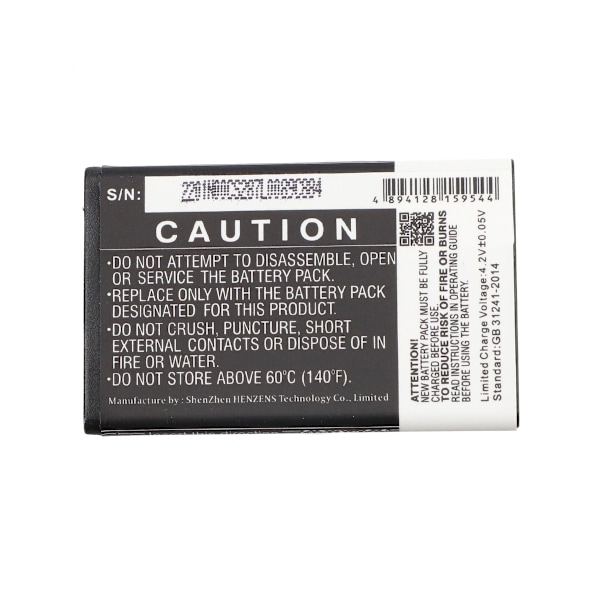 S/N:
4 894128 159544
CAUTION
·DO NOT ATTEMPT TO DISASSEMBLE, OPEN
OR SERVICE THE BATTERY PACK.
·REPLACE ONLY WITH THE BATTERY PACK
DESIGNATED FOR THIS PRODUCT.
·DO NOT CRUSH, PUNCTURE, SHORT
EXTERNAL CONTACTS OR DISPOSE OF IN
FIRE OR WATER.
·DO NOT STORE ABOVE 60°C (140°F).
Manufacture by: ShenZhen HENZENS Technology Co., Limited
ATTENTION!
NEW BATTERY PACK MUST BE FULLY
CHARGED BEFORE USE.
TO REDUCE RISK OF FIRE OR BURNS
READ INSTRUCTIONS IN OPERATING GUIDE
BEFORE USING THE BATTERY.
Limited Charge Voltage:4.2V±0.05V
Standard:GB 31241-2014